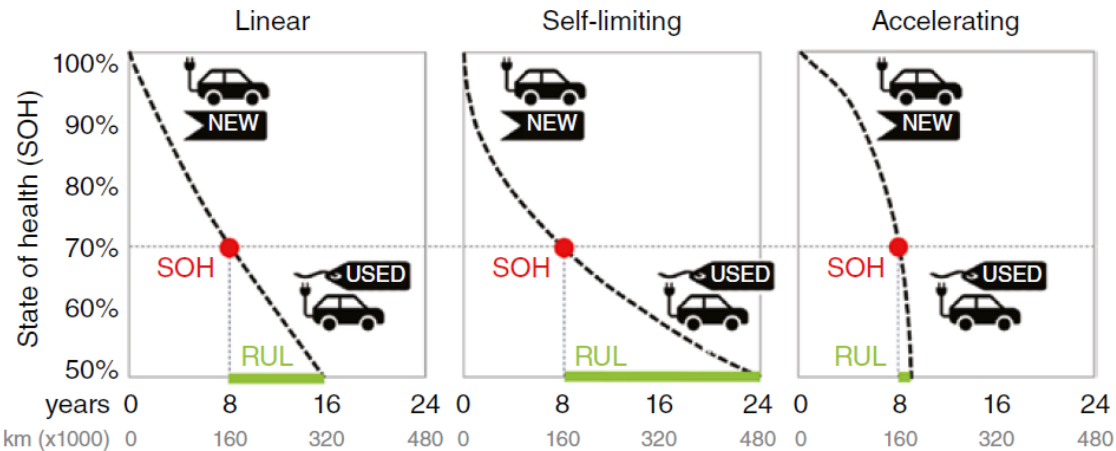 Linear Self-limiting Accelerating
State of health (SOH)
100%
90%
80%
70%
60%
50%
NEW NEW NEW
SOH SOH SOH
USED USED USED
RUL RUL RUL
years 0 8 16 24 0 8 16 24 0 8 16 24
km (x1000) 0 160 320 480 0 160 320 480 0 160 320 480